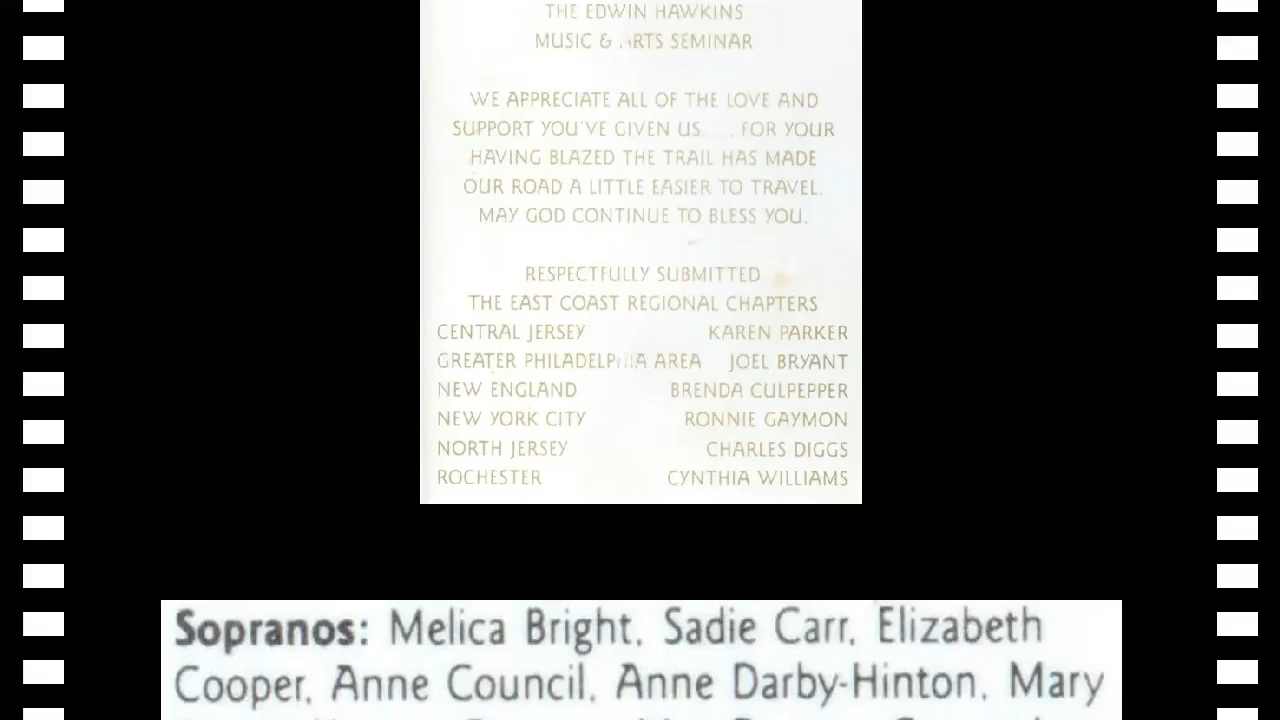 THE EDWIN HAWKINS
MUSIC & ARTS SEMINAR
WE APPRECIATE ALL OF THE LOVE AND
SUPPORT YOU'VE GIVEN US. . . . FOR YOUR
HAVING BLAZED THE TRAIL HAS MADE
OUR ROAD A LITTLE EASIER TO TRAVEL.
MAY GOD CONTINUE TO BLESS YOU.
RESPECTFULLY SUBMITTED
THE EAST COAST REGIONAL CHAPTERS
CENTRAL JERSEY KAREN PARKER
GREATER PHILADELPHIA AREA JOEL BRYANT
NEW ENGLAND BRENDA CULPEPPER
NEW YORK CITY RONNIE GAYMON
NORTH JERSEY CHARLES DIGGS
ROCHESTER CYNTHIA WILLIAMS
Sopranos: Melica Bright, Sadie Carr, Elizabeth
Cooper, Anne Council, Anne Darby-Hinton, Mary